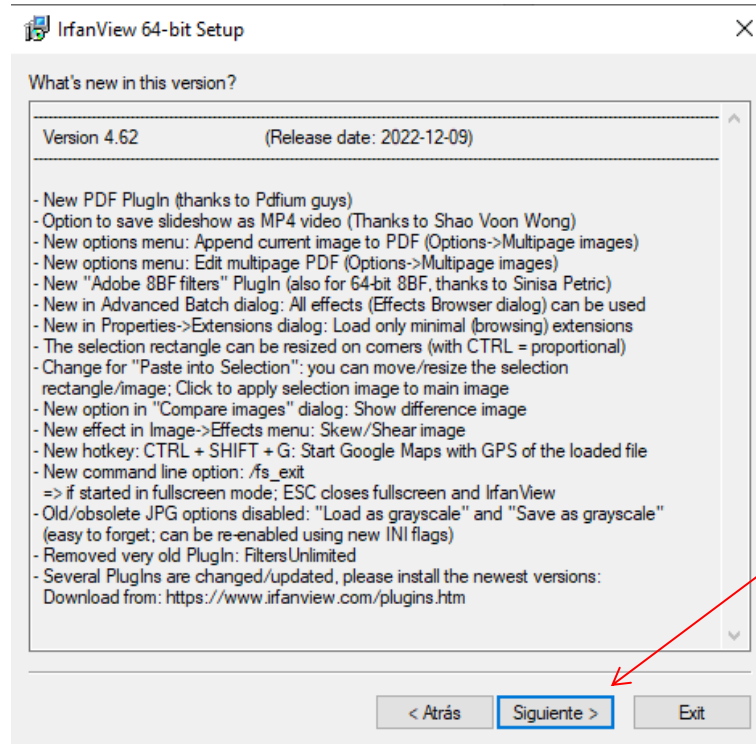 IrfanView 64-bit Setup
What's new in this version?
Version 4.62 (Release date: 2022-12-09)
- New PDF PlugIn (thanks to Pdfium guys)
- Option to save slideshow as MP4 video (Thanks to Shao Voon Wong)
- New options menu: Append current image to PDF (Options->Multipage images)
- New options menu: Edit multipage PDF (Options->Multipage images)
- New "Adobe 8BF filters" PlugIn (also for 64-bit 8BF, thanks to Sinisa Petric)
- New in Advanced Batch dialog: All effects (Effects Browser dialog) can be used
- New in Properties->Extensions dialog: Load only minimal (browsing) extensions
- The selection rectangle can be resized on corners (with CTRL = proportional)
- Change for "Paste into Selection": you can move/resize the selection
rectangle/image; Click to apply selection image to main image
- New option in "Compare images" dialog: Show difference image
- New effect in Image->Effects menu: Skew/Shear image
- New hotkey: CTRL + SHIFT + G: Start Google Maps with GPS of the loaded file
- New command line option: /fs_exit
=> if started in fullscreen mode; ESC closes fullscreen and IrfanView
- Old/obsolete JPG options disabled: "Load as grayscale" and "Save as grayscale"
(easy to forget; can be re-enabled using new INI flags)
- Removed very old PlugIn: FiltersUnlimited
- Several PlugIns are changed/updated, please install the newest versions:
Download from: https://www.irfanview.com/plugins.htm
< Atrás Siguiente > Exit